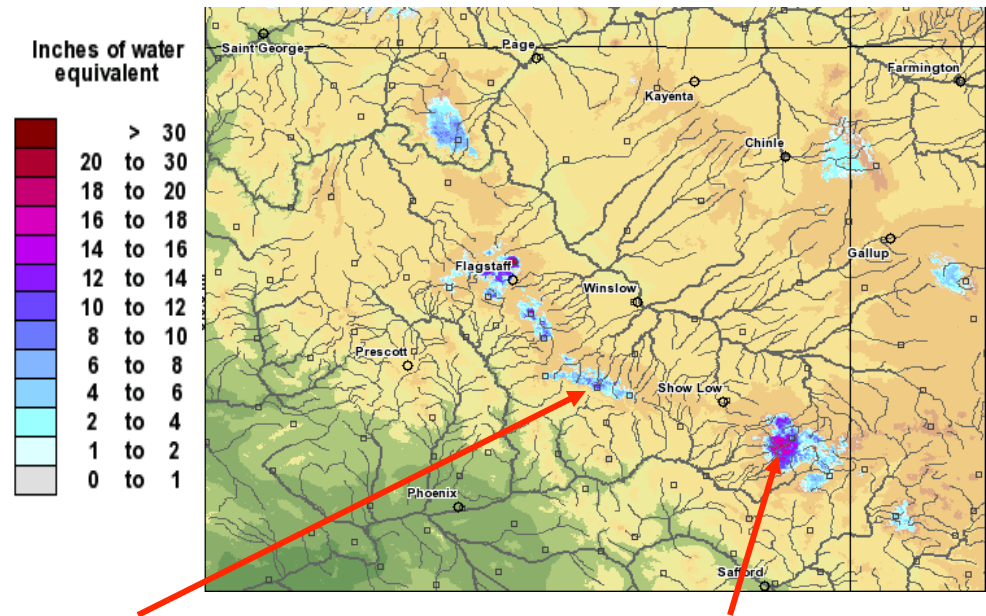 Inches of water
equivalent
> 30
20 to 30
18 to 20
16 to 18
14 to 16
12 to 14
10 to 12
8 to 10
6 to 8
4 to 6
2 to 4
1 to 2
0 to 1
Saint George
Page
Farmington
Kayenta
Chinle
Gallup
Flagstaff
Winslow
Prescott
Show Low
Phoenix
Safford